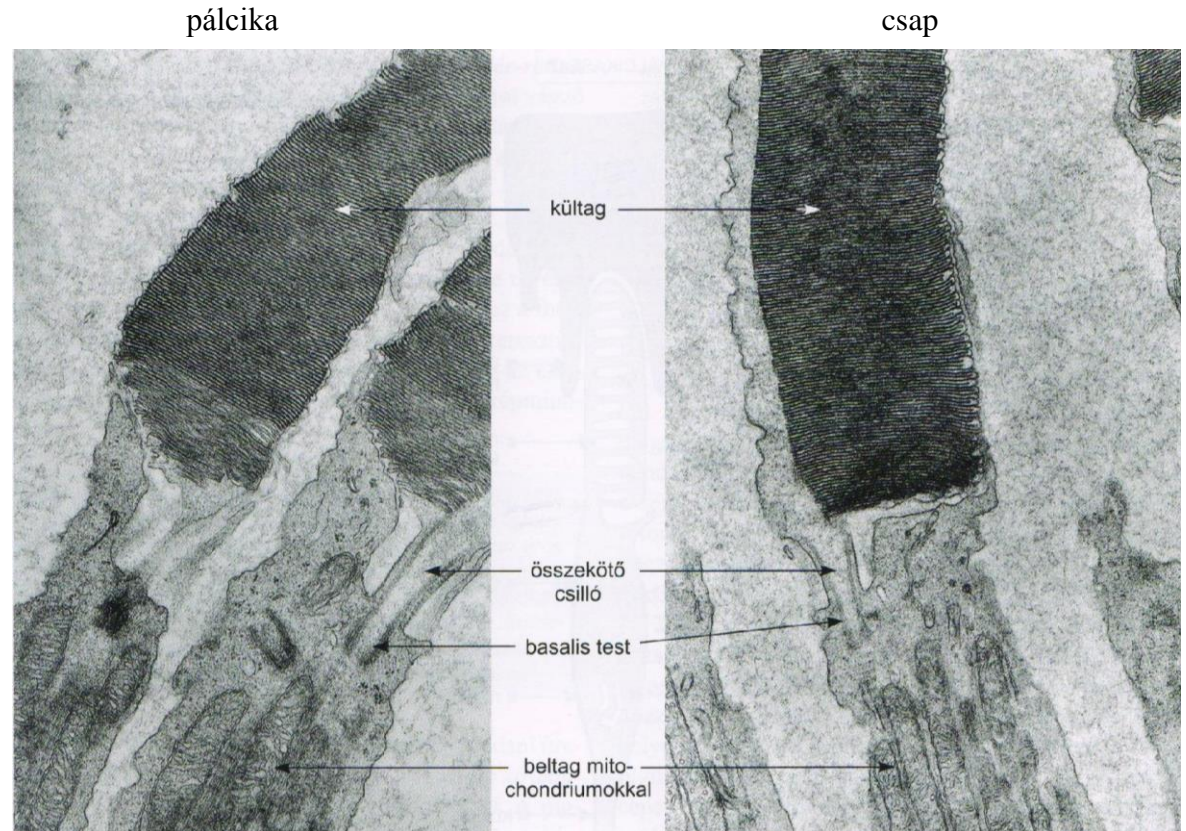 pálcika
csap
kültag
összekötő
csilló
basalis test
beltag mito-
chondriumokkal